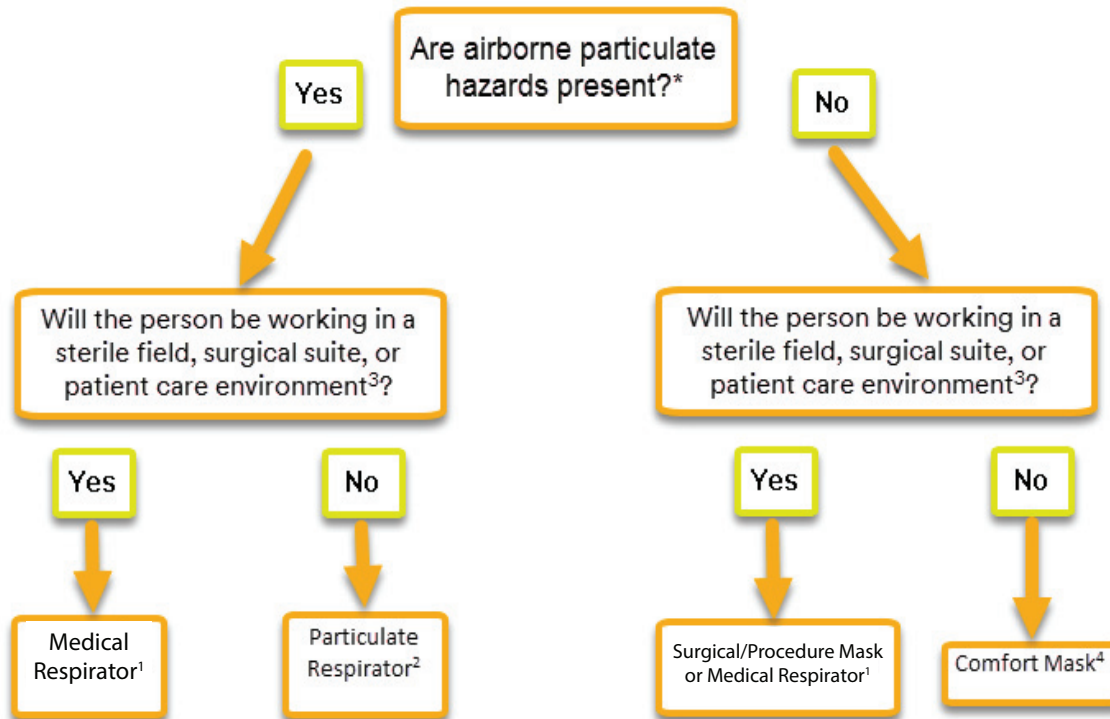 Are airborne particulate
hazards present?*
Yes
No
Will the person be working in a
sterile field, surgical suite, or
patient care environment³?
Will the person be working in a
sterile field, surgical suite, or
patient care environment³?
Yes
No
Yes
No
Medical
Respirator¹
Particulate
Respirator²
Surgical/Procedure Mask
or Medical Respirator¹
Comfort Mask⁴